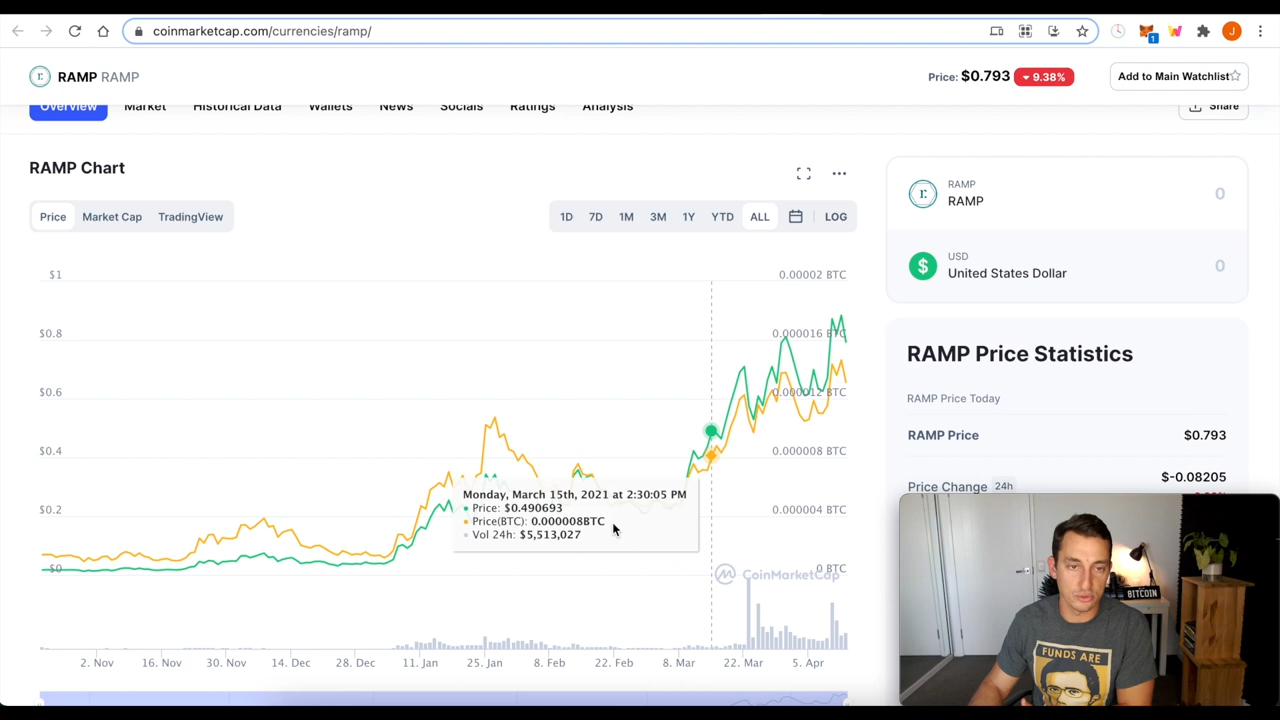 coinmarketcap.com/currencies/ramp/
1
J
r.
RAMP RAMP
Price: $0.793
9.38%
Add to Main Watchlist
Overview
Market
Historical Data
Wallets
News
Socials
Ratings
Analysis
Share
RAMP Chart
Price
Market Cap
TradingView
1D
7D
1M
3M
1Y
YTD
ALL
LOG
r.
RAMP
RAMP
0
$
USD
United States Dollar
0
$1
$0.8
$0.6
$0.4
$0.2
$0
0.00002 BTC
0.000016 BTC
0.000012 BTC
0.000008 BTC
0.000004 BTC
0 BTC
Monday, March 15th, 2021 at 2:30:05 PM
Price: $0.490693
Price(BTC): 0.000008BTC
Vol 24h: $5,513,027
CoinMarketCap
2. Nov
16. Nov
30. Nov
14. Dec
28. Dec
11. Jan
25. Jan
8. Feb
22. Feb
8. Mar
22. Mar
5. Apr
RAMP Price Statistics
RAMP Price Today
RAMP Price
$0.793
Price Change 24h
$-0.08205
BITCOIN
FUNDS ARE